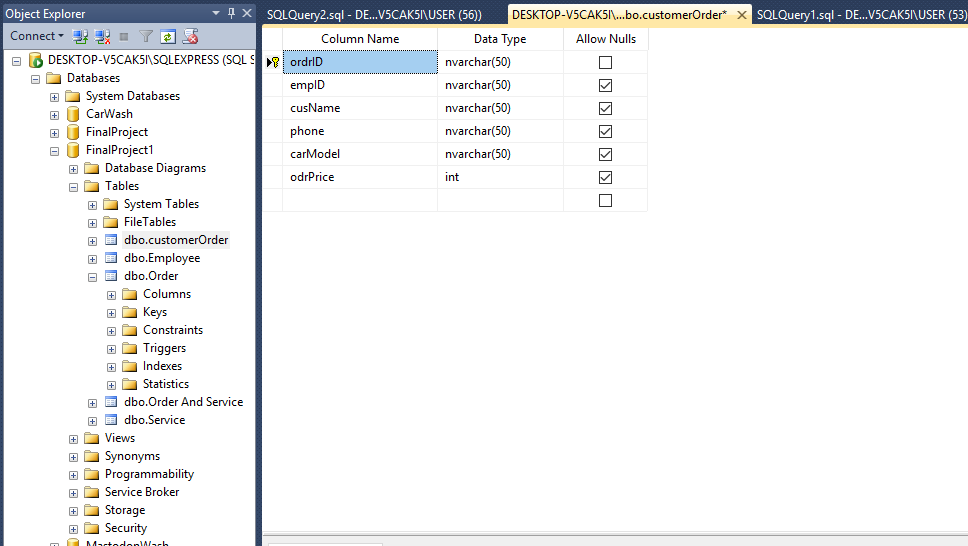 Object Explorer
Connect
DESKTOP-V5CAK5I\SQLEXPRESS (SQL S
Databases
System Databases
CarWash
FinalProject
FinalProject1
Database Diagrams
Tables
System Tables
FileTables
dbo.customerOrder
dbo.Employee
dbo.Order
Columns
Keys
Constraints
Triggers
Indexes
Statistics
dbo.Order And Service
dbo.Service
Views
Synonyms
Programmability
Service Broker
Storage
Security
MastodonWash
SQLQuery2.sql - DE...V5CAK5I\USER (56)) DESKTOP-V5CAK5I\...bo.customerOrder* SQLQuery1.sql - DE...V5CAK5I\USER (53)
Column Name Data Type Allow Nulls
ordrID nvarchar(50)
empID nvarchar(50)
cusName nvarchar(50)
phone nvarchar(50)
carModel nvarchar(50)
odrPrice int